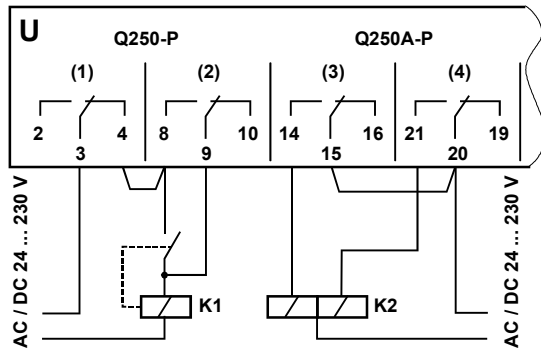 U
Q250-P Q250A-P
(1) (2) (3) (4)
2 4 8 10 14 16 21 19
3 9 15 20
AC / DC 24 ... 230 V
K1
K2
AC / DC 24 ... 230 V